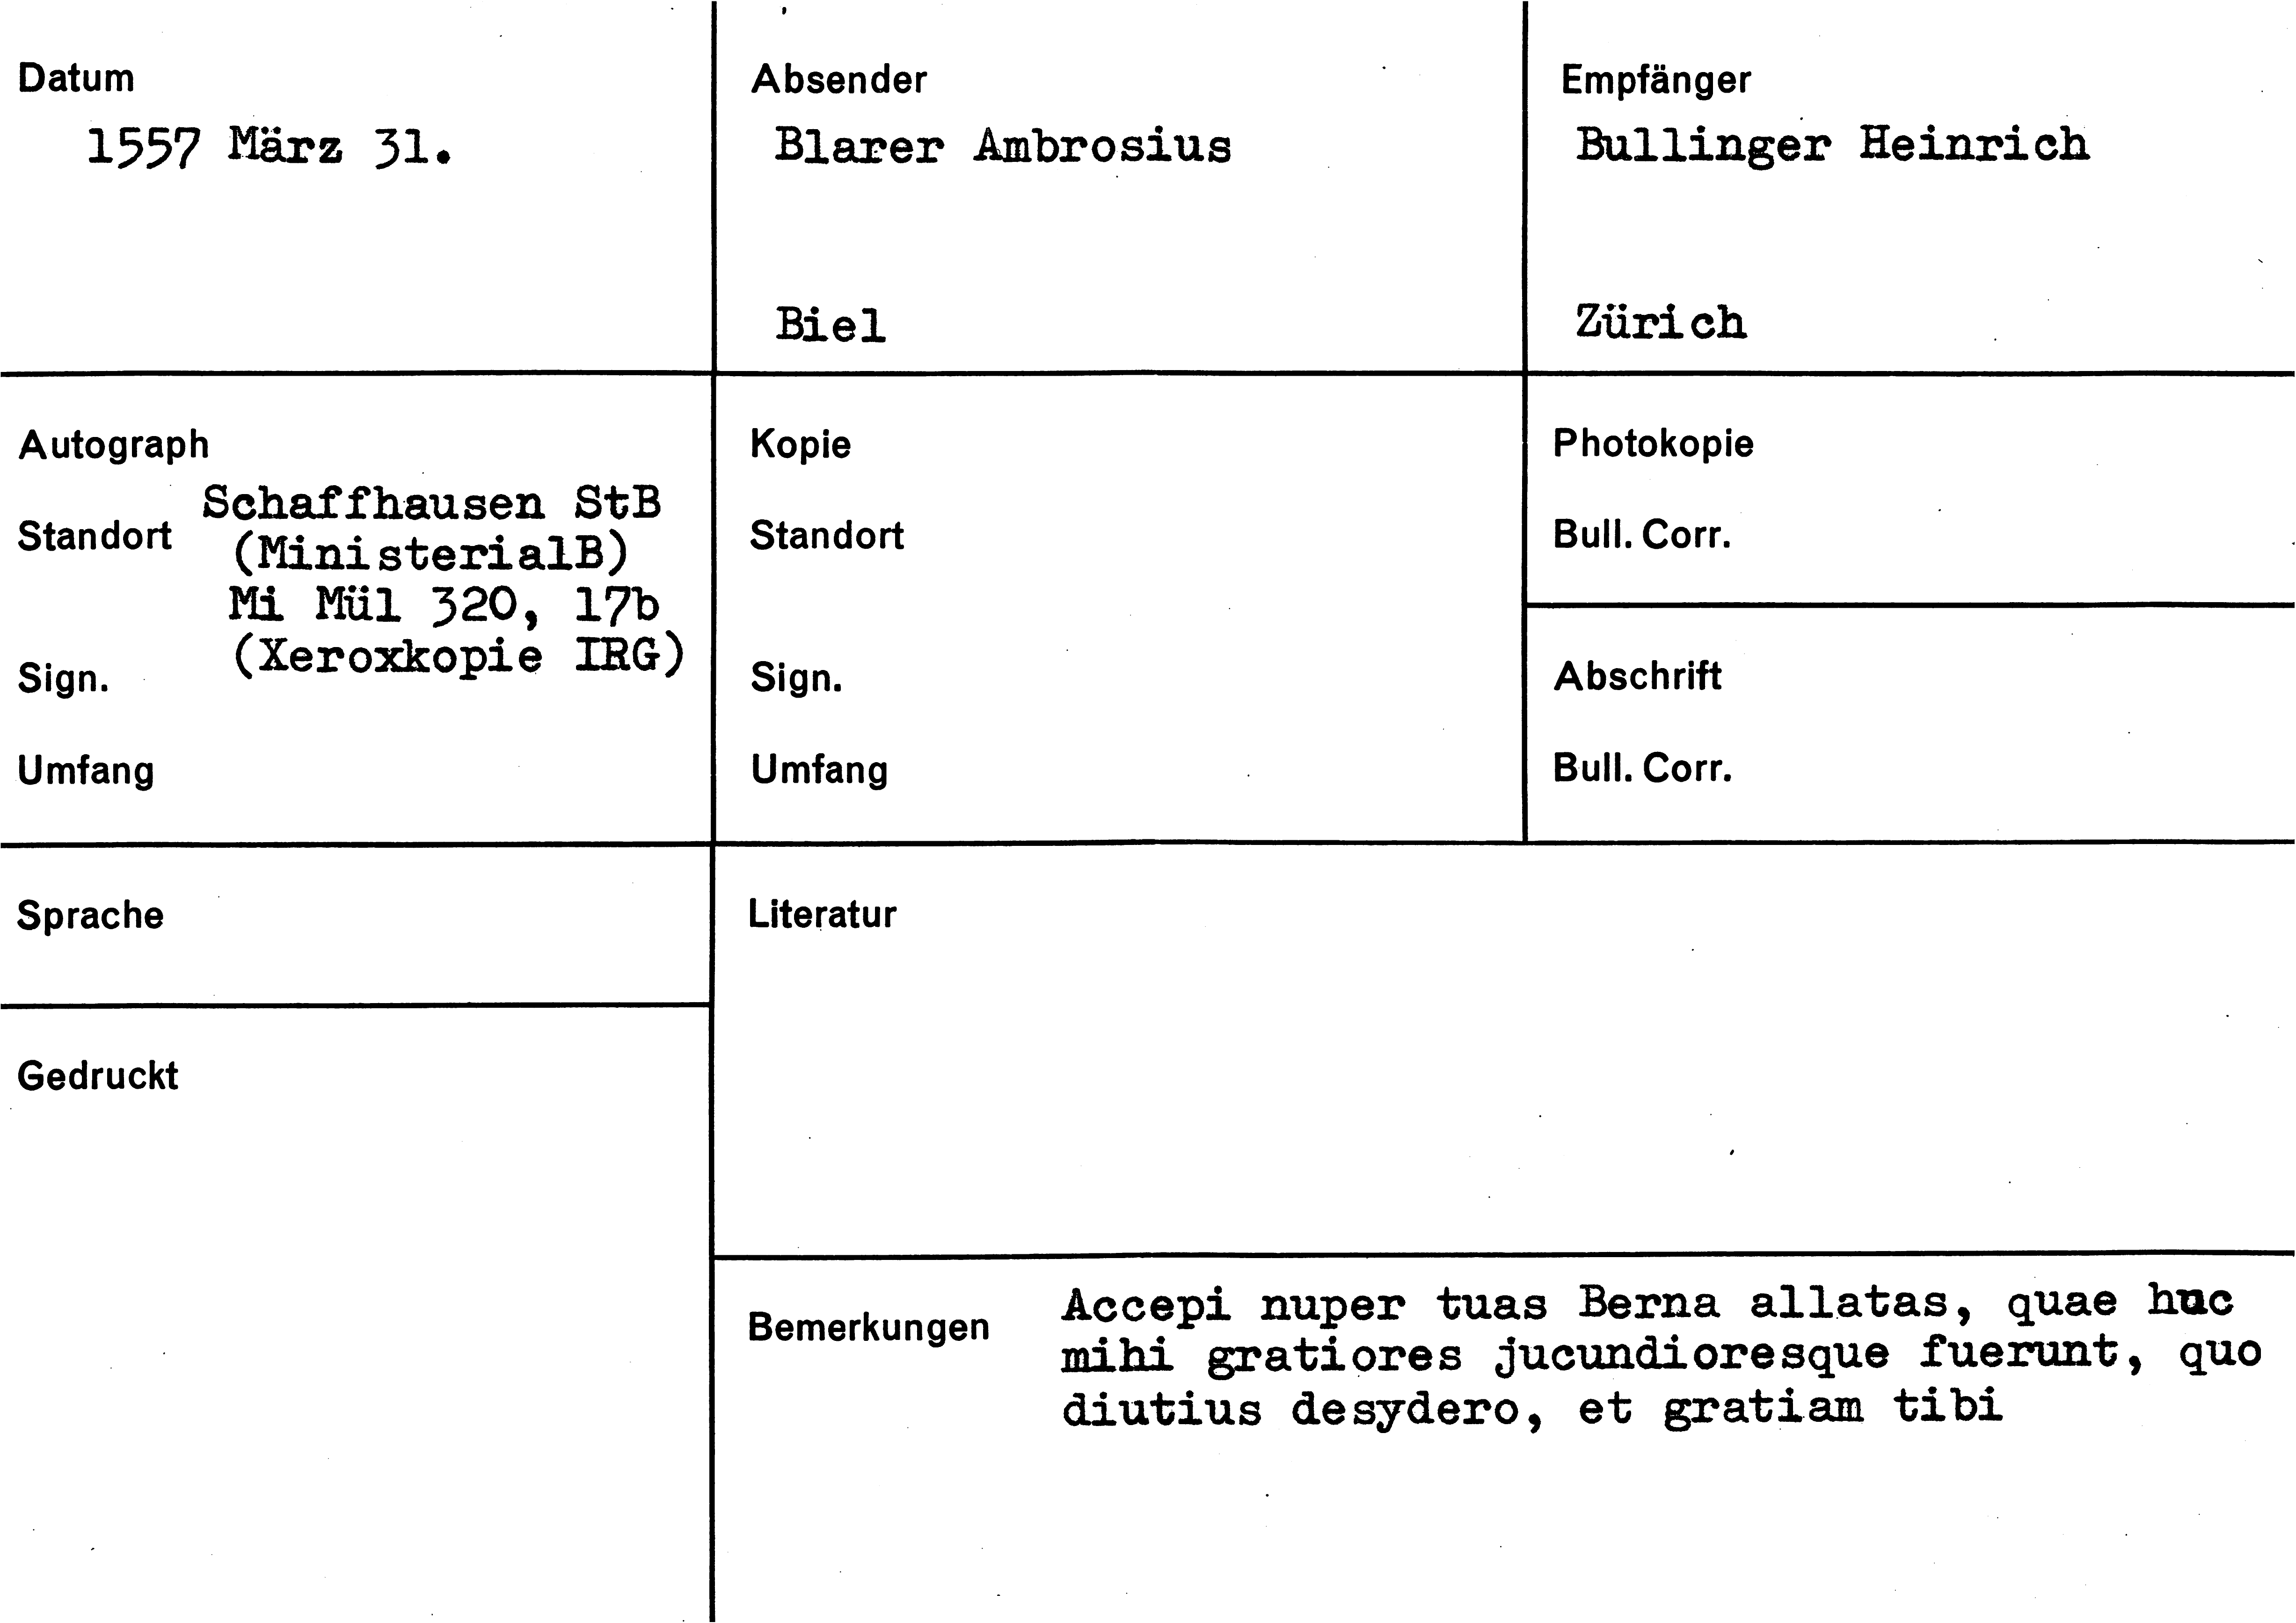 Datum
1557 März 31.
Absender
Blarer Ambrosius
Biel
Empfänger
Bullinger Heinrich
Zürich
Autograph
Standort
Schaffhausen StB
(MinisterialB)
Mi Mül 320, 17b
(Xeroxkopie IRG)
Sign.
Umfang
Kopie
Standort
Sign.
Umfang
Photokopie
Bull. Corr.
Abschrift
Bull. Corr.
Sprache
Gedruckt
Literatur
Bemerkungen
Accepi nuper tuas Berna allatas, quae huc
mihi gratiores jucundioresque fuerunt, quo
diutius desydero, et gratiam tibi